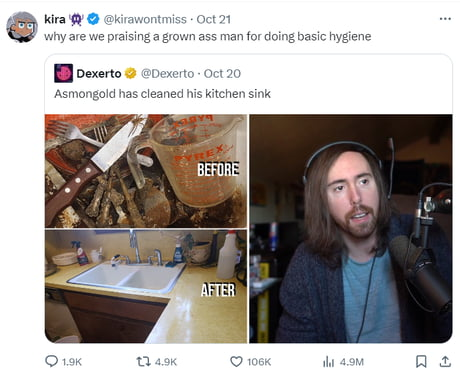 kira @kirawontmiss · Oct 21
why are we praising a grown ass man for doing basic hygiene
Dexerto @Dexerto · Oct 20
Asmongold has cleaned his kitchen sink
PYREX
BEFORE
AFTER
1.9K 4.9K 106K 4.9M